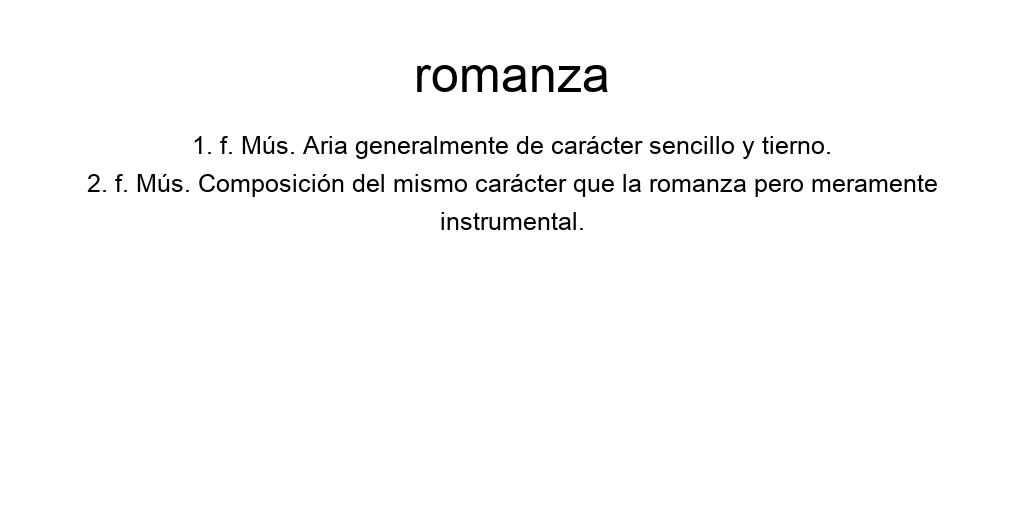 romanza
1. f. Mús. Aria generalmente de carácter sencillo y tierno.
2. f. Mús. Composición del mismo carácter que la romanza pero meramente
instrumental.